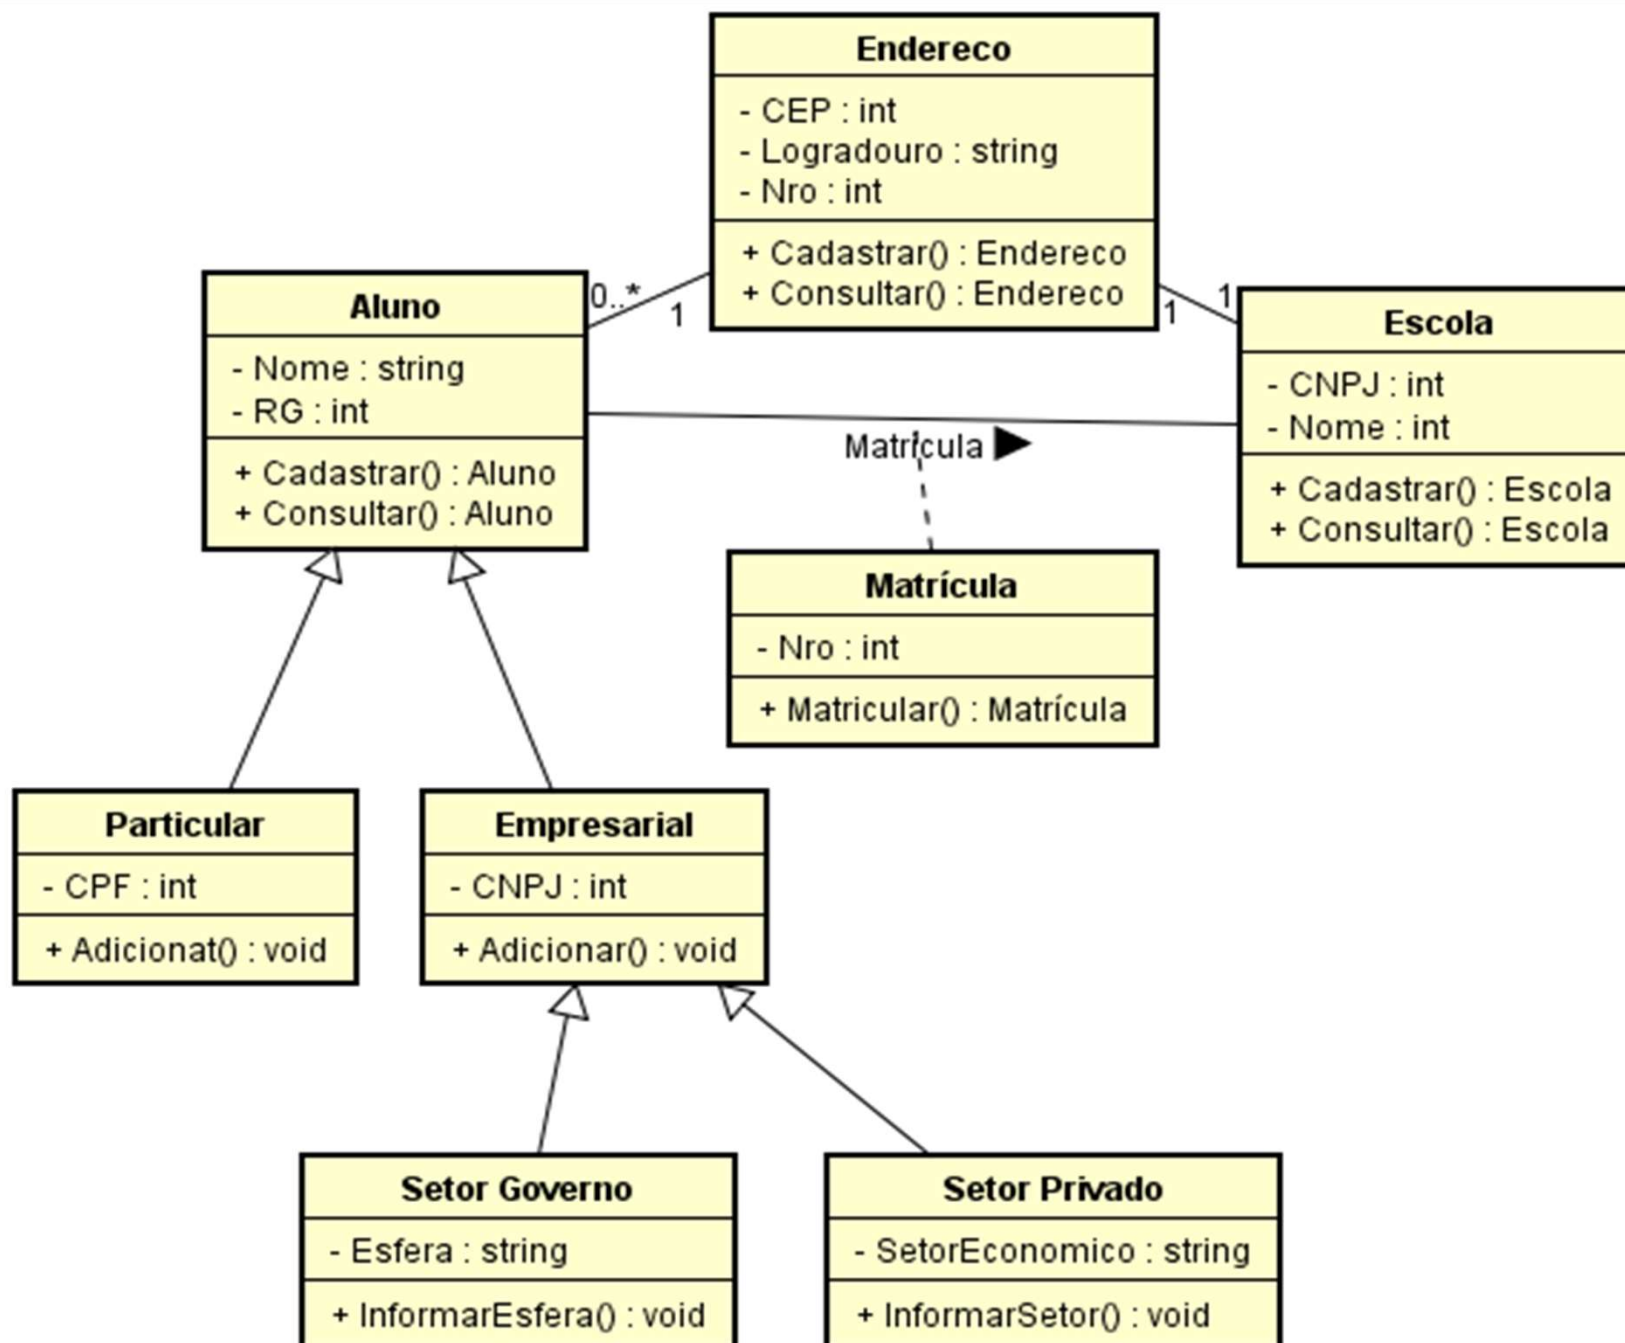 Endereco
- CEP : int
- Logradouro : string
- Nro : int
+ Cadastrar() : Endereco
+ Consultar() : Endereco
Aluno
- Nome : string
- RG : int
+ Cadastrar() : Aluno
+ Consultar() : Aluno
0..*
1
1
1
Escola
- CNPJ : int
- Nome : int
+ Cadastrar() : Escola
+ Consultar() : Escola
Matrícula
Matrícula
- Nro : int
+ Matricular() : Matrícula
Particular
- CPF : int
+ Adicionat() : void
Empresarial
- CNPJ : int
+ Adicionar() : void
Setor Governo
- Esfera : string
+ InformarEsfera() : void
Setor Privado
- SetorEconomico : string
+ InformarSetor() : void